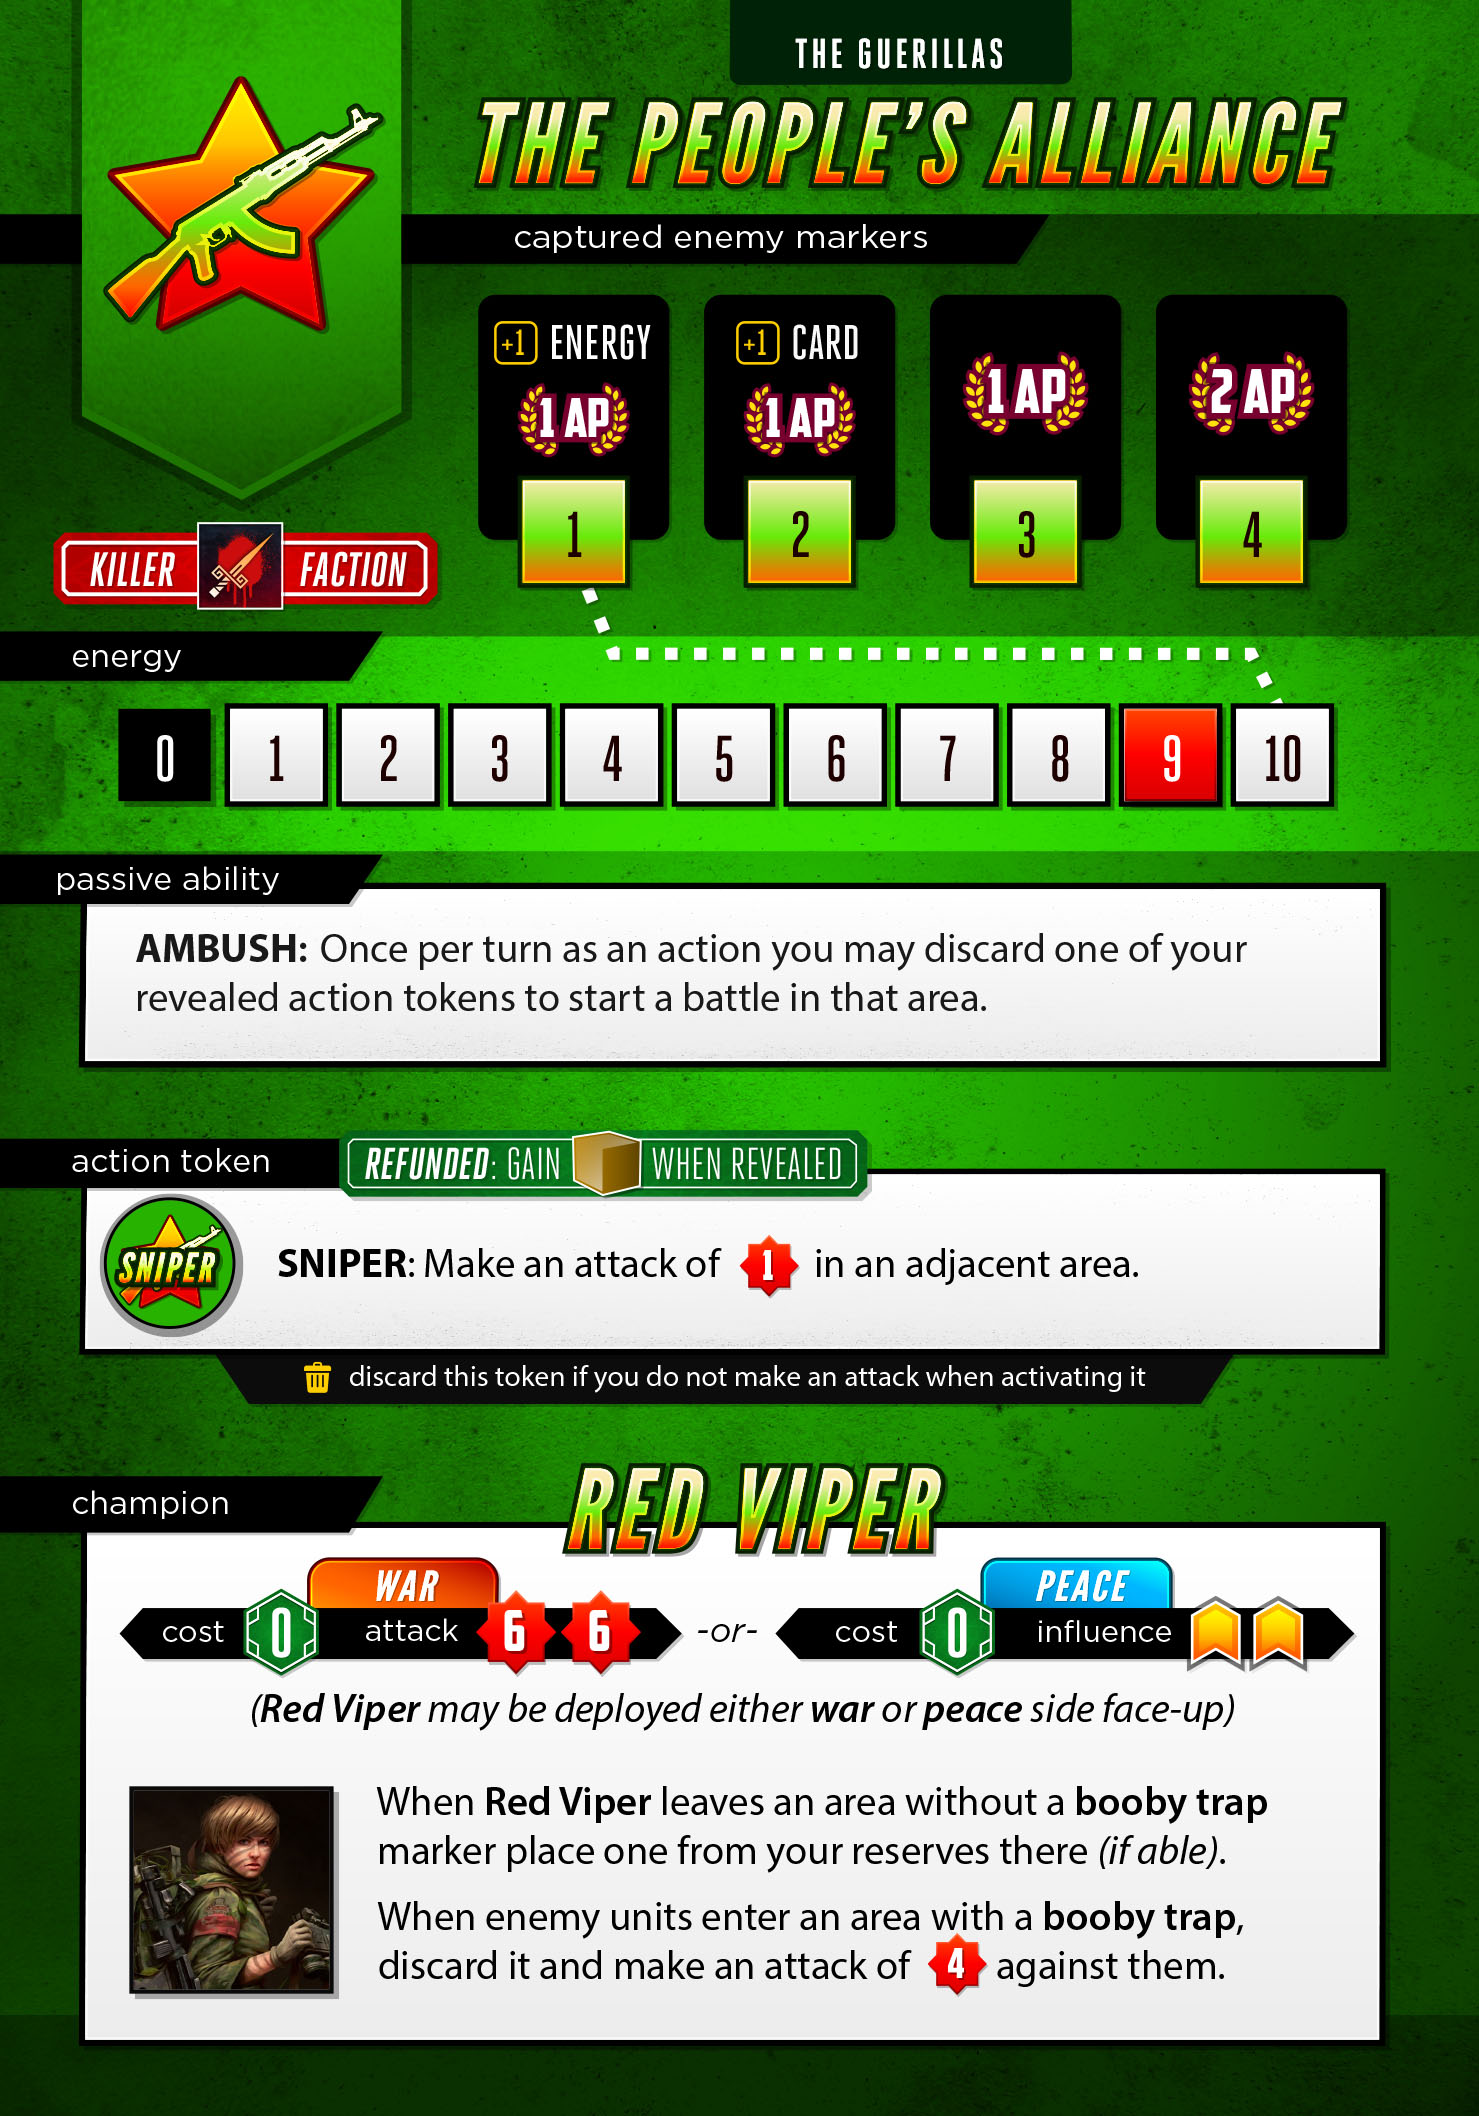 THE GUERILLAS
THE PEOPLE'S ALLIANCE
captured enemy markers
+1 ENERGY
1 AP
1
+1 CARD
1 AP
2
1 AP
3
2 AP
4
KILLER FACTION
energy
0 1 2 3 4 5 6 7 8 9 10
passive ability
AMBUSH: Once per turn as an action you may discard one of your
revealed action tokens to start a battle in that area.
action token
REFUNDED: GAIN WHEN REVEALED
SNIPER
SNIPER: Make an attack of 1 in an adjacent area.
discard this token if you do not make an attack when activating it
champion
RED VIPER
WAR
cost 0 attack 6 6
-or-
PEACE
cost 0 influence
(Red Viper may be deployed either war or peace side face-up)
When Red Viper leaves an area without a booby trap
marker place one from your reserves there (if able).
When enemy units enter an area with a booby trap,
discard it and make an attack of 4 against them.